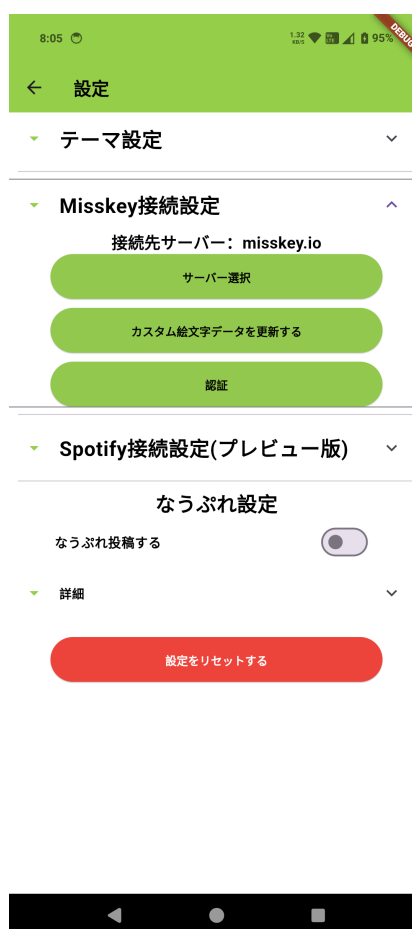 8:05
1.32
KB/S
95%
DEBUG
設定
テーマ設定
Misskey接続設定
接続先サーバー：misskey.io
サーバー選択
カスタム絵文字データを更新する
認証
Spotify接続設定(プレビュー版)
なうぷれ設定
なうぷれ投稿する
詳細
設定をリセットする